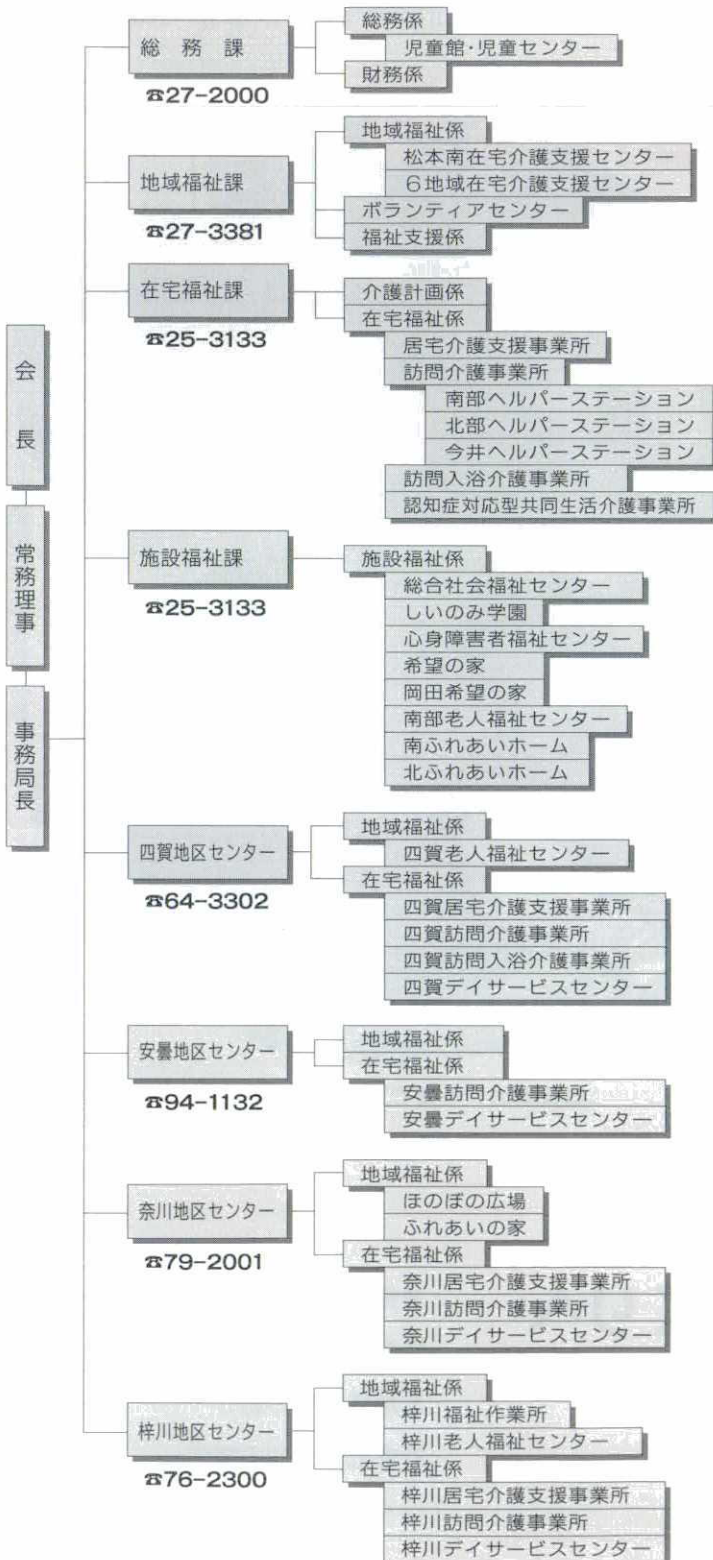 会長
常務理事
事務局長
総務課
☎27-2000
総務係
児童館・児童センター
財務係
地域福祉課
☎27-3381
地域福祉係
松本南在宅介護支援センター
6地域在宅介護支援センター
ボランティアセンター
福祉支援係
在宅福祉課
☎25-3133
介護計画係
在宅福祉係
居宅介護支援事業所
訪問介護事業所
南部ヘルパーステーション
北部ヘルパーステーション
今井ヘルパーステーション
訪問入浴介護事業所
認知症対応型共同生活介護事業所
施設福祉課
☎25-3133
施設福祉係
総合社会福祉センター
しいのみ学園
心身障害者福祉センター
希望の家
岡田希望の家
南部老人福祉センター
南ふれあいホーム
北ふれあいホーム
四賀地区センター
☎64-3302
地域福祉係
四賀老人福祉センター
在宅福祉係
四賀居宅介護支援事業所
四賀訪問介護事業所
四賀訪問入浴介護事業所
四賀デイサービスセンター
安曇地区センター
☎94-1132
地域福祉係
在宅福祉係
安曇訪問介護事業所
安曇デイサービスセンター
奈川地区センター
☎79-2001
地域福祉係
ほのぼの広場
ふれあいの家
在宅福祉係
奈川居宅介護支援事業所
奈川訪問介護事業所
奈川デイサービスセンター
梓川地区センター
☎76-2300
地域福祉係
梓川福祉作業所
梓川老人福祉センター
在宅福祉係
梓川居宅介護支援事業所
梓川訪問介護事業所
梓川デイサービスセンター